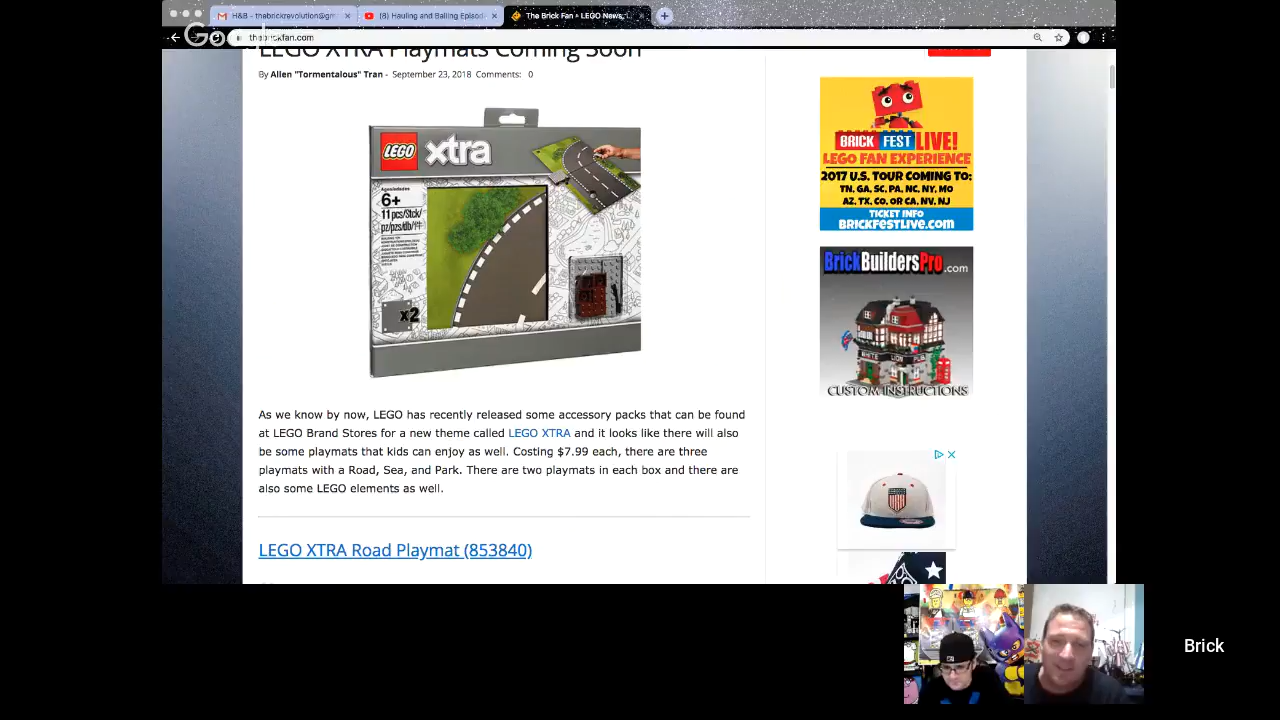 H&B - thebrickrevolution@gm
(8) Hauling and Balling Episod
The Brick Fan - LEGO News,
thebrickfan.com
LEGO XTRA Playmats Coming Soon
By Allen "Tormentalous" Tran - September 23, 2018 Comments: 0
LEGO xtra
6+
11 pcs/Stck/
x2
BRICK FEST LIVE!
LEGO FAN EXPERIENCE
2017 U.S. TOUR COMING TO:
TN, GA, SC, PA, NC, NY, MO
AZ, TX, CO, OR CA, NV, NJ
TICKET INFO
BRICKFESTLIVE.com
BrickBuildersPro.com
WHITE LION PUB
CUSTOM INSTRUCTIONS
As we know by now, LEGO has recently released some accessory packs that can be found
at LEGO Brand Stores for a new theme called LEGO XTRA and it looks like there will also
be some playmats that kids can enjoy as well. Costing $7.99 each, there are three
playmats with a Road, Sea, and Park. There are two playmats in each box and there are
also some LEGO elements as well.
LEGO XTRA Road Playmat (853840)
Brick